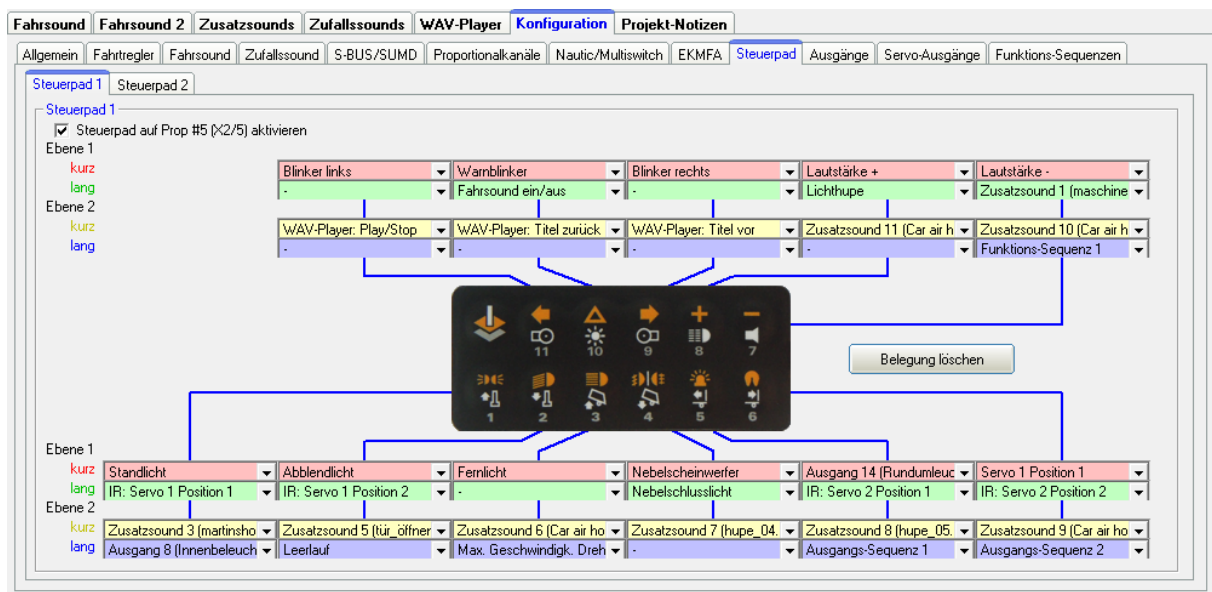 Fahrsound Fahrsound 2 Zusatzsounds Zufallssounds WAV-Player Konfiguration Projekt-Notizen
Allgemein Fahrtregler Fahrsound Zufallssound S-BUS/SUMD Proportionalkanäle Nautic/Multiswitch EKMFA Steuerpad Ausgänge Servo-Ausgänge Funktions-Sequenzen
Steuerpad 1 Steuerpad 2
Steuerpad 1
Steuerpad auf Prop #5 (X2/5) aktivieren
Ebene 1
kurz Blinker links Warnblinker Blinker rechts Lautstärke + Lautstärke -
lang - Fahrsound ein/aus - Lichthupe Zusatzsound 1 (maschine
Ebene 2
kurz WAV-Player: Play/Stop WAV-Player: Titel zurück WAV-Player: Titel vor Zusatzsound 11 (Car air h Zusatzsound 10 (Car air h
lang - - - - Funktions-Sequenz 1
11 10 9 8 7
1 2 3 4 5 6
Belegung löschen
Ebene 1
kurz Standlicht Abblendlicht Fernlicht Nebelscheinwerfer Ausgang 14 (Rundumleuc Servo 1 Position 1
lang IR: Servo 1 Position 1 IR: Servo 1 Position 2 - Nebelschlusslicht IR: Servo 2 Position 1 IR: Servo 2 Position 2
Ebene 2
kurz Zusatzsound 3 (martinsho Zusatzsound 5 (tür_öffner Zusatzsound 6 (Car air ho Zusatzsound 7 (hupe_04. Zusatzsound 8 (hupe_05. Zusatzsound 9 (Car air ho
lang Ausgang 8 (Innenbeleuch Leerlauf Max. Geschwindigk. Dreh - Ausgangs-Sequenz 1 Ausgangs-Sequenz 2